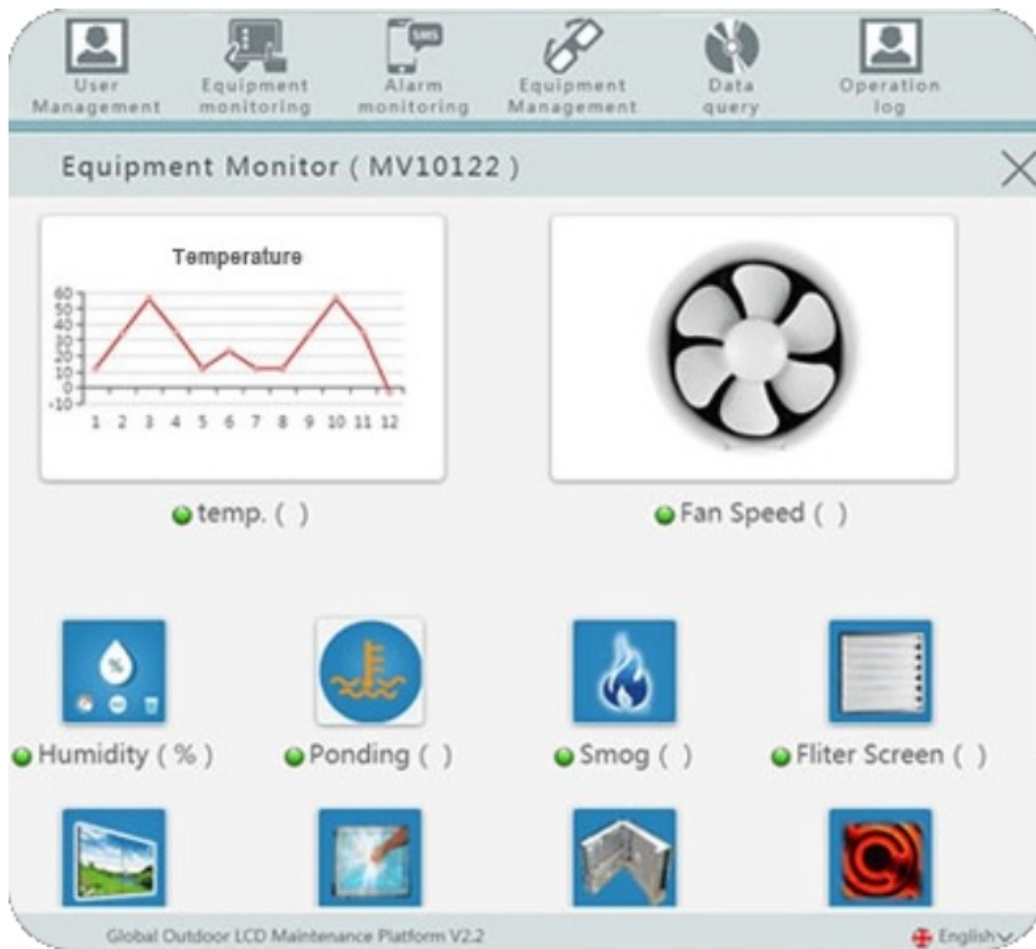 SMS
User Management
Equipment monitoring
Alarm monitoring
Equipment Management
Data query
Operation log
Equipment Monitor ( MV10122 )
Temperature
60
50
40
30
20
10
0
-10
1 2 3 4 5 6 7 8 9 10 11 12
temp. ( )
Fan Speed ( )
%
Humidity ( % )
Ponding ( )
Smog ( )
Fliter Screen ( )
Global Outdoor LCD Maintenance Platform V2.2
English